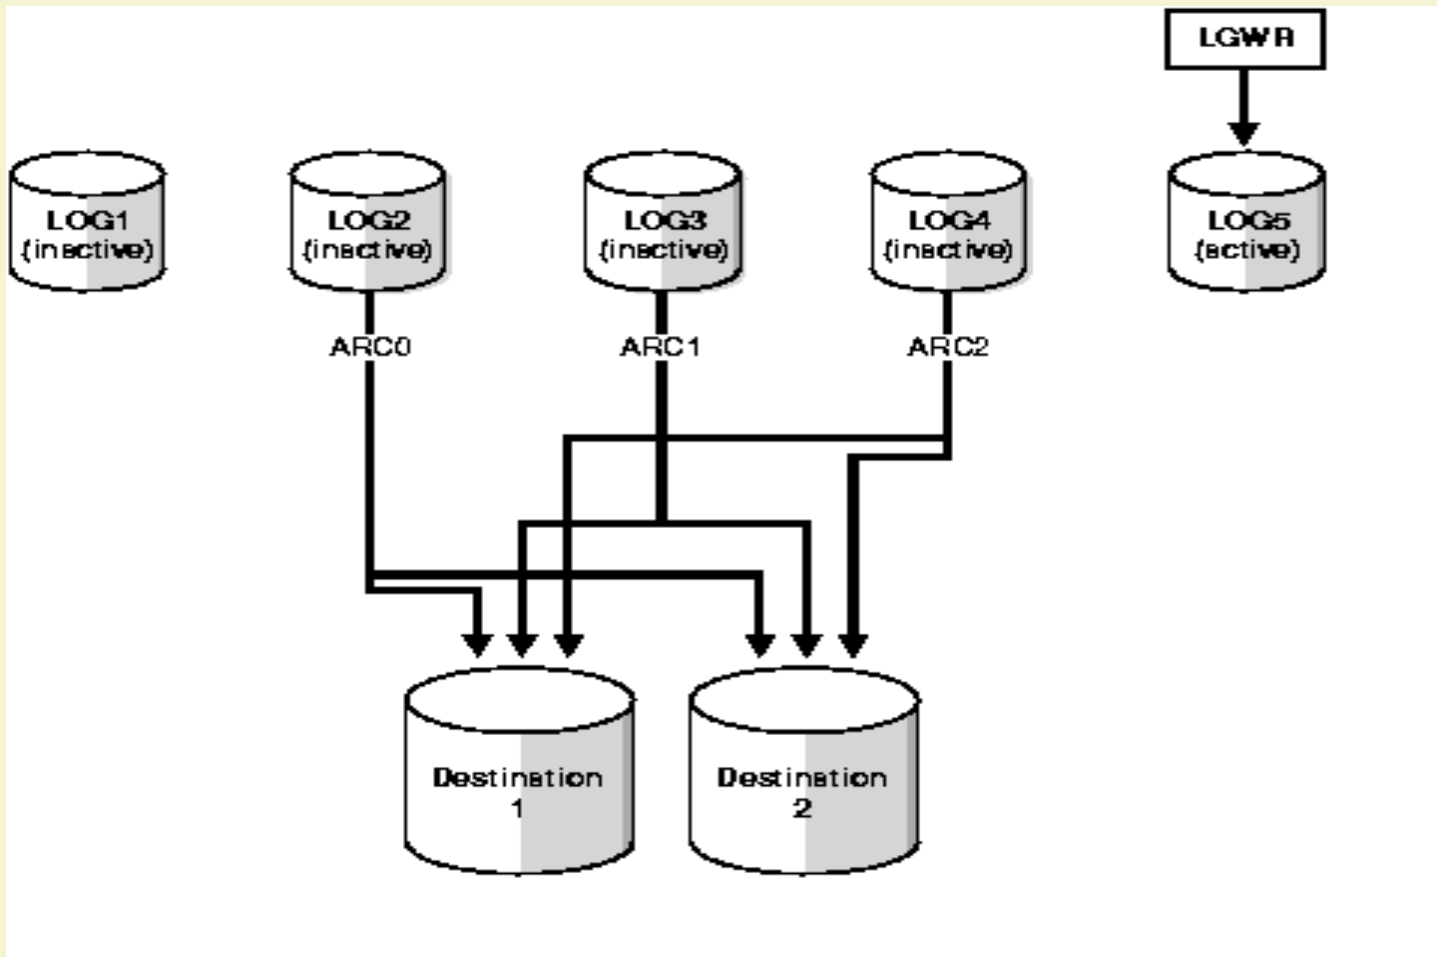 LGWR
LOG1
(inactive)
LOG2
(inactive)
LOG3
(inactive)
LOG4
(inactive)
LOG5
(active)
ARC0
ARC1
ARC2
Destination
1
Destination
2